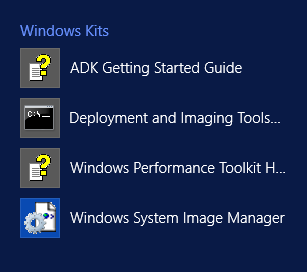 Windows Kits
ADK Getting Started Guide
C:\_
Deployment and Imaging Tools...
Windows Performance Toolkit H...
Windows System Image Manager